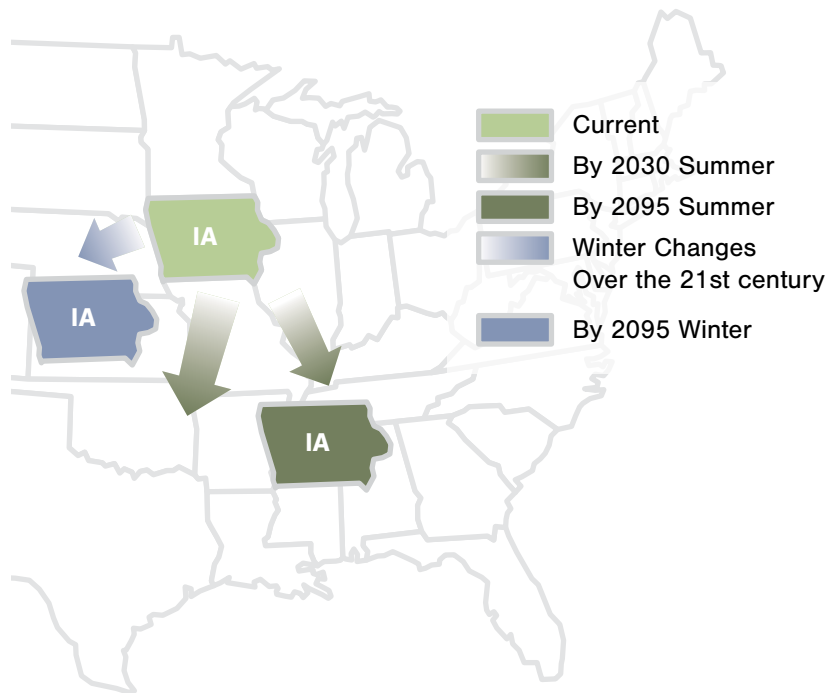 Current
By 2030 Summer
By 2095 Summer
Winter Changes
Over the 21st century
By 2095 Winter
IA
IA
IA